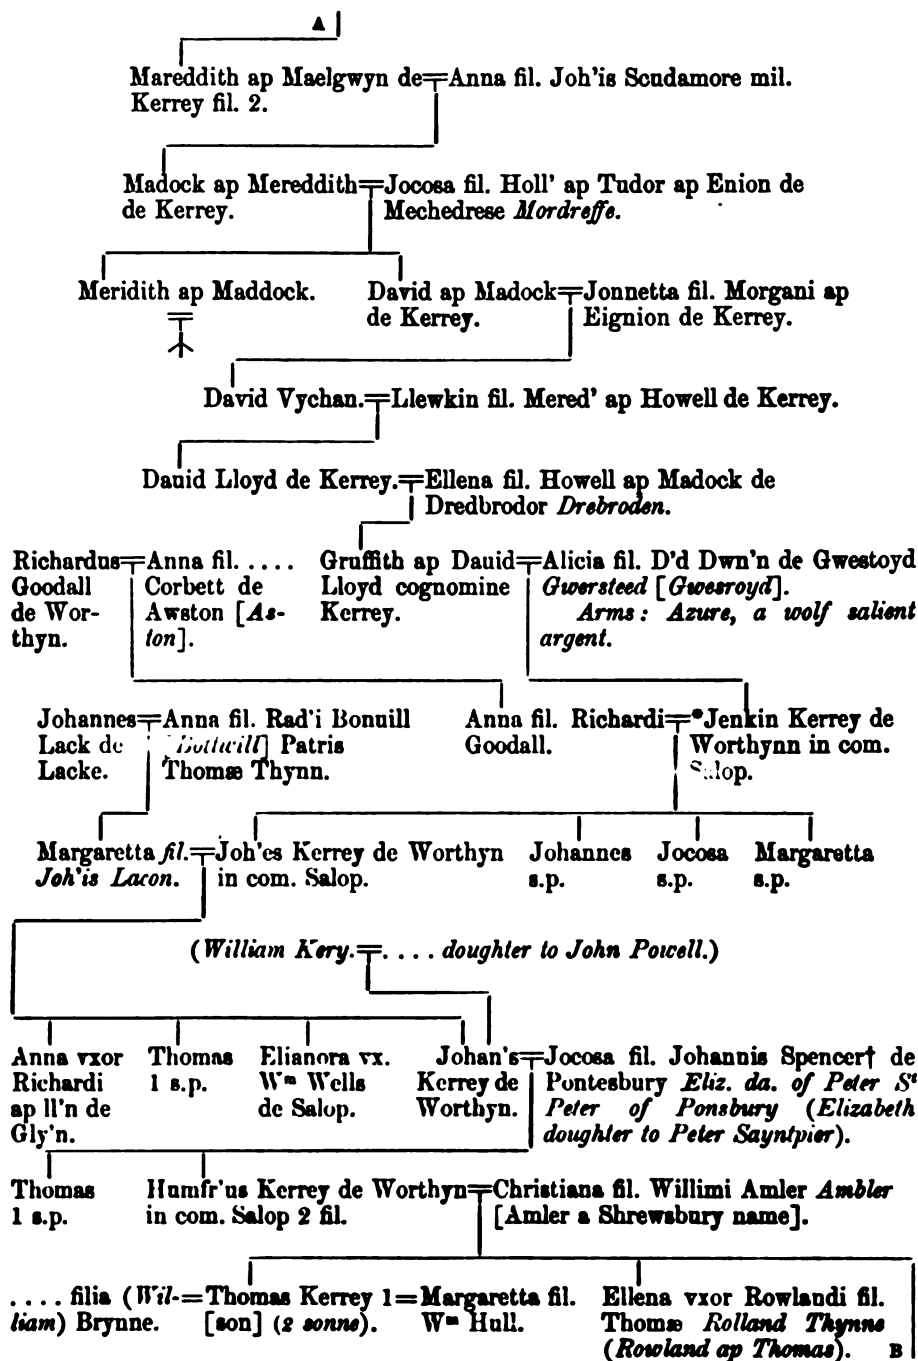 A
Mareddith ap Maelgwyn de Anna fil. Joh'is Scudamore mil.
Kerrey fil. 2.
Madock ap Mereddith Jocosa fil. Holl' ap Tudor ap Enion de
de Kerrey. Mechedrese Mordreffe.
Meridith ap Maddock. David ap Madock Jonnetta fil. Morgani ap
de Kerrey. Eignion de Kerrey.
David Vychan. Llewkin fil. Mered' ap Howell de Kerrey.
Dauid Lloyd de Kerrey. Ellena fil. Howell ap Madock de
Dredbrodor Drebroden.
Richardus Anna fil. .... Gruffith ap Dauid Alicia fil. D'd Dwn'n de Gwestoyd
Goodall Corbett de Lloyd cognomine Gwersteed [Gwesroyd].
de Wor- Awston [As- Kerrey. Arms: Azure, a wolf salient
thyn. ton]. argent.
Johannes Anna fil. Rad'i Bonuill Anna fil. Richardi *Jenkin Kerrey de
Lack de [Bottwill] Patris Goodall. Worthynn in com.
Lacke. Thomæ Thynn. Salop.
Margaretta fil. Joh'es Kerrey de Worthyn Johannes Jocosa Margaretta
Joh'is Lacon. in com. Salop. s.p. s.p. s.p.
(William Kery. .... doughter to John Powell.)
Anna vxor Thomas Elianora vx. Johan's Jocosa fil. Johannis Spencer† de
Richardi 1 s.p. Wm Wells Kerrey de Pontesbury Eliz. da. of Peter St
ap ll'n de de Salop. Worthyn. Peter of Ponsbury (Elizabeth
Gly'n. doughter to Peter Sayntpier).
Thomas Humfr'us Kerrey de Worthyn Christiana fil. Willimi Amler Ambler
1 s.p. in com. Salop 2 fil. [Amler a Shrewsbury name].
.... filia (Wil-=Thomas Kerrey 1=Margaretta fil. Ellena vxor Rowlandi fil.
liam) Brynne. [son] (2 sonne). Wm Hull. Thomæ Rolland Thynne
(Rowland ap Thomas). B